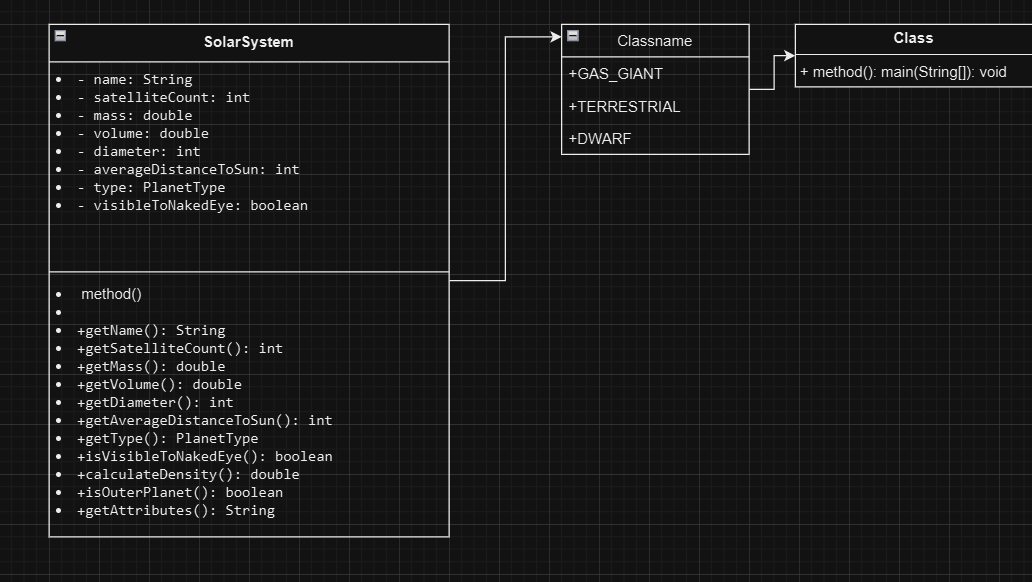 SolarSystem
- name: String
- satelliteCount: int
- mass: double
- volume: double
- diameter: int
- averageDistanceToSun: int
- type: PlanetType
- visibleToNakedEye: boolean
method()
+getName(): String
+getSatelliteCount(): int
+getMass(): double
+getVolume(): double
+getDiameter(): int
+getAverageDistanceToSun(): int
+getType(): PlanetType
+isVisibleToNakedEye(): boolean
+calculateDensity(): double
+isOuterPlanet(): boolean
+getAttributes(): String
Classname
+GAS_GIANT
+TERRESTRIAL
+DWARF
Class
+ method(): main(String[]): void